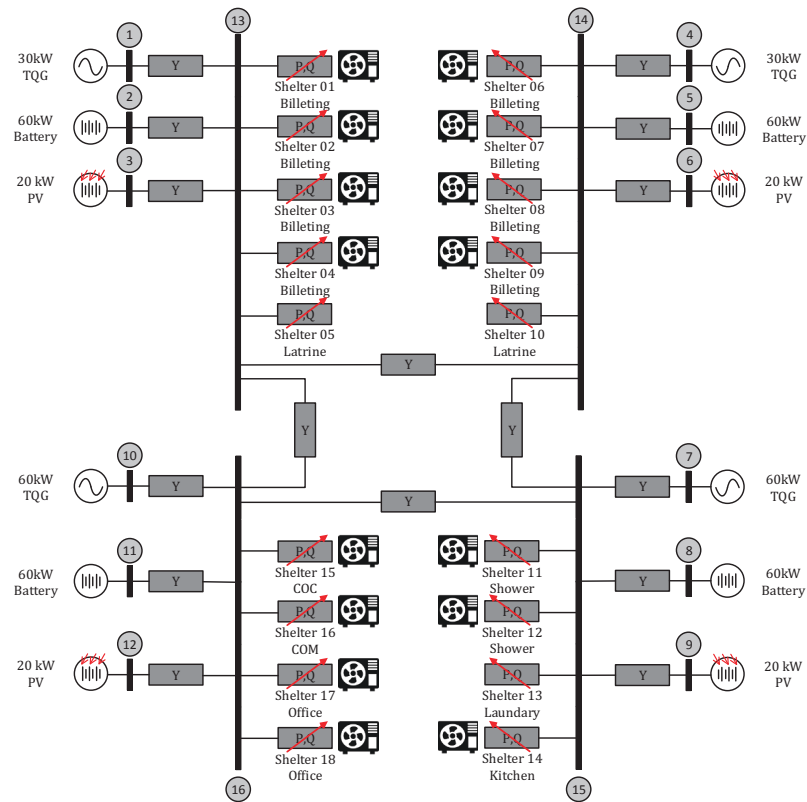 13
14
1
4
30kW
TQG
Y
P,Q
Shelter 01
Billeting
P,Q
Shelter 06
Billeting
Y
30kW
TQG
2
5
60kW
Battery
Y
P,Q
Shelter 02
Billeting
P,Q
Shelter 07
Billeting
Y
60kW
Battery
3
6
20 kW
PV
Y
P,Q
Shelter 03
Billeting
P,Q
Shelter 08
Billeting
Y
20 kW
PV
P,Q
Shelter 04
Billeting
P,Q
Shelter 09
Billeting
P,Q
Shelter 05
Latrine
P,Q
Shelter 10
Latrine
Y
Y
Y
10
7
60kW
TQG
Y
Y
60kW
TQG
Y
11
8
60kW
Battery
Y
P,Q
Shelter 15
COC
P,Q
Shelter 11
Shower
Y
60kW
Battery
P,Q
Shelter 16
COM
P,Q
Shelter 12
Shower
12
9
20 kW
PV
Y
P,Q
Shelter 17
Office
P,Q
Shelter 13
Laundary
Y
20 kW
PV
P,Q
Shelter 18
Office
P,Q
Shelter 14
Kitchen
16
15